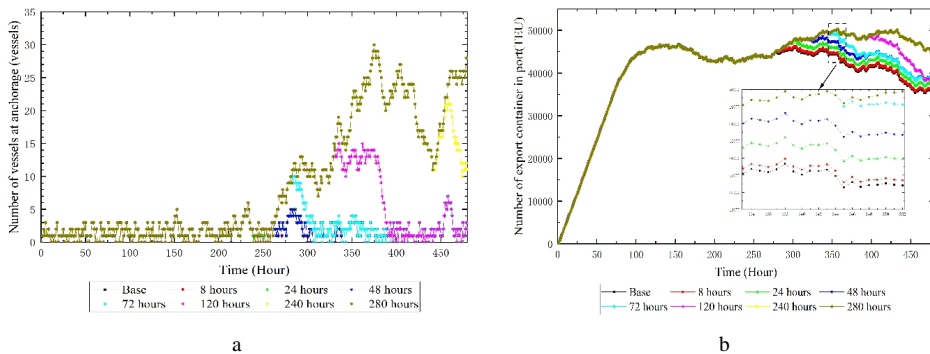 a.
b.
Number of vessels at anchorage (vessels)
35
30
25
20
15
10
5
0
0 50 100 150 200 250 300 350 400 450
Time (Hour)
Base 8 hours 24 hours 48 hours
72 hours 120 hours 240 hours 280 hours
a
Number of export container in port(TEU)
50000
40000
30000
20000
10000
0
0 50 100 150 200 250 300 350 400 450
Time (Hour)
Base 8 hours 24 hours 48 hours
72 hours 120 hours 240 hours 280 hours
b